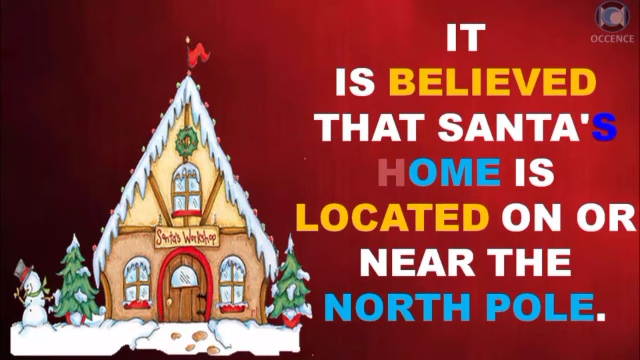 OCCENCE
IT
IS BELIEVED
THAT SANTA'S
HOME IS
LOCATED ON OR
NEAR THE
NORTH POLE.
Santa's Workshop